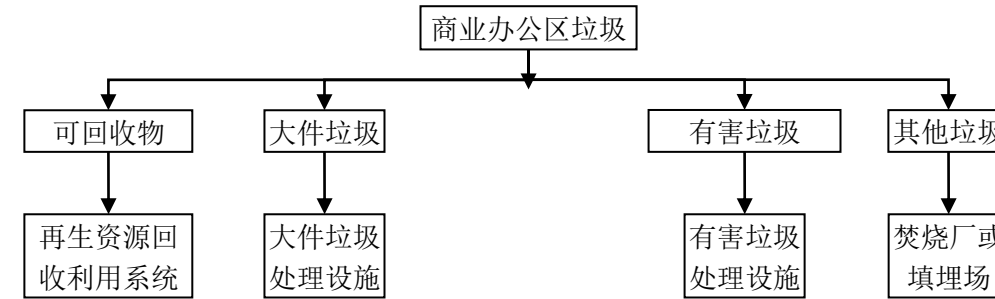 商业办公区垃圾
可回收物
大件垃圾
有害垃圾
其他垃圾
再生资源回
收利用系统
大件垃圾
处理设施
有害垃圾
处理设施
焚烧厂或
填埋场